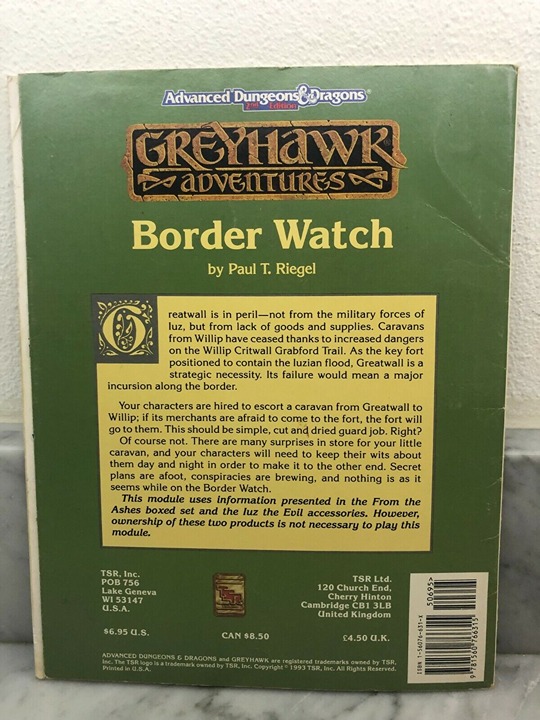 Advanced Dungeons & Dragons®
2nd Edition
GREYHAWK®
ADVENTURES
Border Watch
by Paul T. Riegel
Greatwall is in peril—not from the military forces of
Iuz, but from lack of goods and supplies. Caravans
from Willip have ceased thanks to increased dangers
on the Willip Critwall Grabford Trail. As the key fort
positioned to contain the Iuzian flood, Greatwall is a
strategic necessity. Its failure would mean a major
incursion along the border.
Your characters are hired to escort a caravan from Greatwall to
Willip; if its merchants are afraid to come to the fort, the fort will
go to them. This should be simple, cut and dried guard job. Right?
Of course not. There are many surprises in store for your little
caravan, and your characters will need to keep their wits about
them day and night in order to make it to the other end. Secret
plans are afoot, conspiracies are brewing, and nothing is as it
seems while on the Border Watch.
This module uses information presented in the From the
Ashes boxed set and the Iuz the Evil accessories. However,
ownership of these two products is not necessary to play this
module.
TSR, Inc.
POB 756
Lake Geneva
WI 53147
U.S.A.
TSR
TSR Ltd.
120 Church End,
Cherry Hinton
Cambridge CB1 3LB
United Kingdom
$6.95 U.S.
CAN $8.50
£4.50 U.K.
50695>
ISBN 1-56076-631-X
9 781560 766315
ADVANCED DUNGEONS & DRAGONS and GREYHAWK are registered trademarks owned by TSR,
Inc. The TSR logo is a trademark owned by TSR, Inc. Copyright © 1993 TSR, Inc. All Rights Reserved.
Printed in U.S.A.